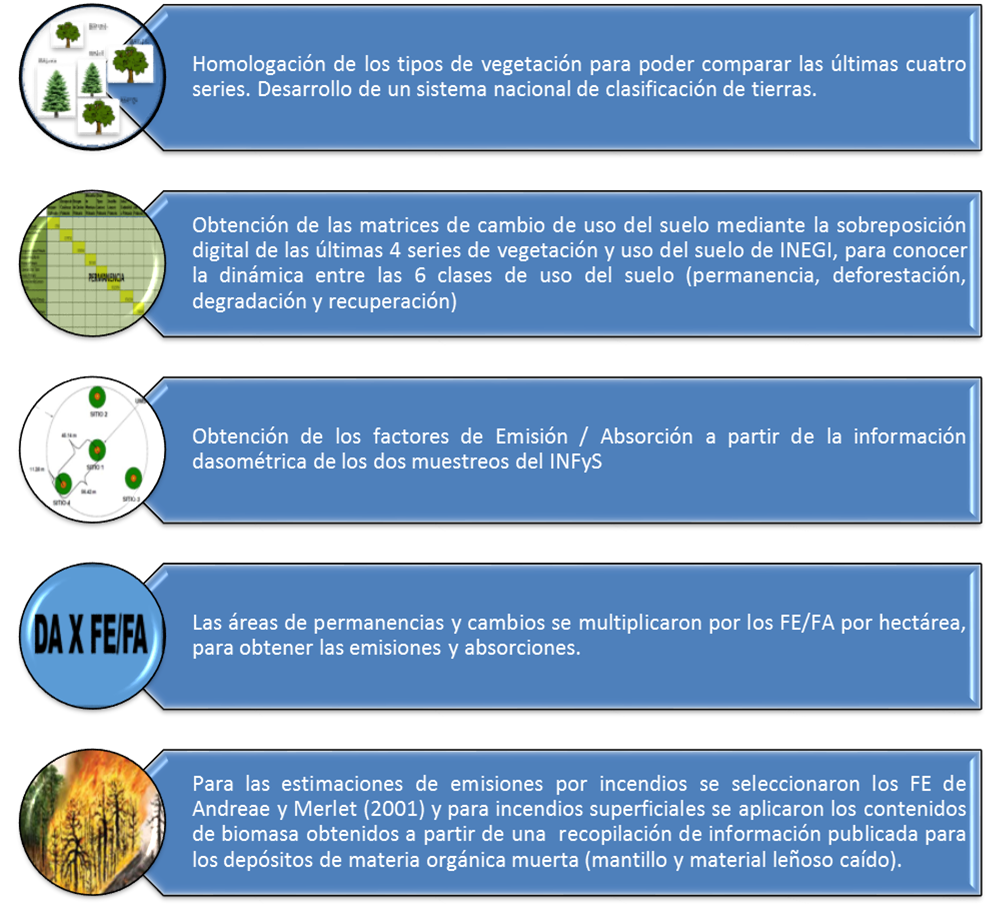 Homologación de los tipos de vegetación para poder comparar las últimas cuatro
series. Desarrollo de un sistema nacional de clasificación de tierras.
PERMANENCIA
Obtención de las matrices de cambio de uso del suelo mediante la sobreposición
digital de las últimas 4 series de vegetación y uso del suelo de INEGI, para conocer
la dinámica entre las 6 clases de uso del suelo (permanencia, deforestación,
degradación y recuperación)
SITIO 2
SITIO 1
SITIO 3
SITIO 4
Obtención de los factores de Emisión / Absorción a partir de la información
dasométrica de los dos muestreos del INFyS
DA X FE/FA
Las áreas de permanencias y cambios se multiplicaron por los FE/FA por hectárea,
para obtener las emisiones y absorciones.
Para las estimaciones de emisiones por incendios se seleccionaron los FE de
Andreae y Merlet (2001) y para incendios superficiales se aplicaron los contenidos
de biomasa obtenidos a partir de una recopilación de información publicada para
los depósitos de materia orgánica muerta (mantillo y material leñoso caído).